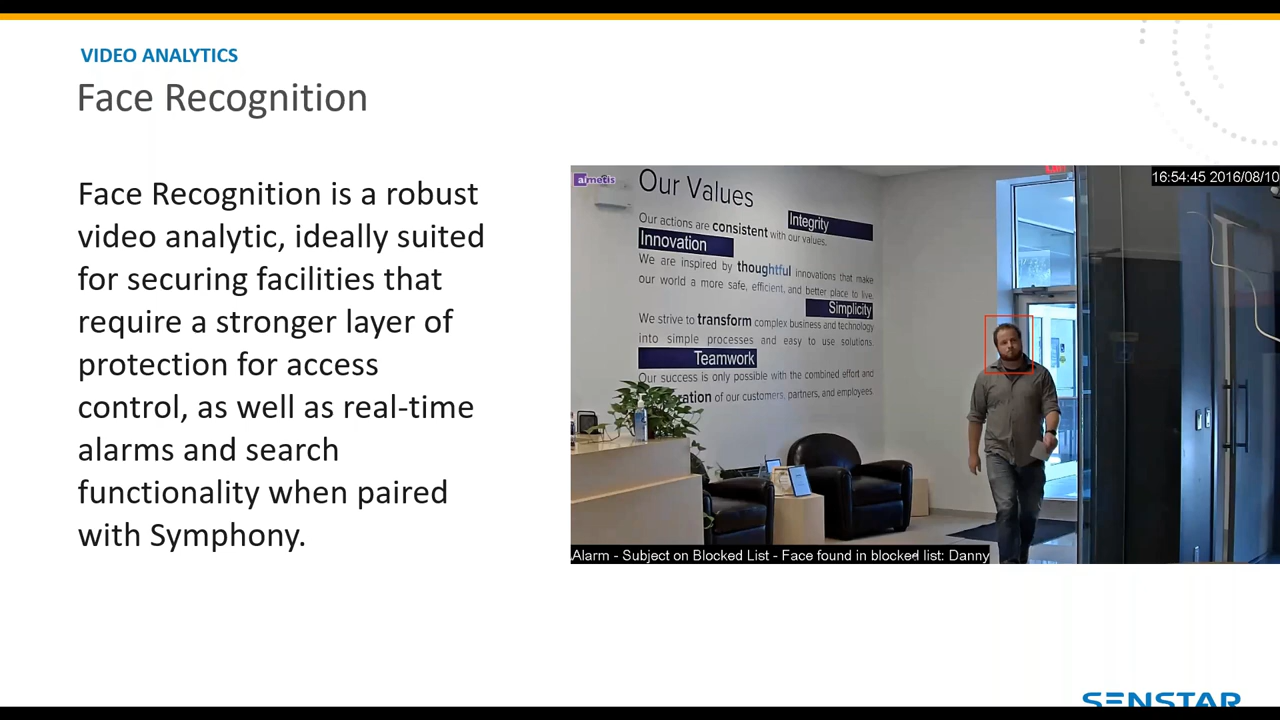 VIDEO ANALYTICS
Face Recognition
Face Recognition is a robust
video analytic, ideally suited
for securing facilities that
require a stronger layer of
protection for access
control, as well as real-time
alarms and search
functionality when paired
with Symphony.
aimetis
16:54:45 2016/08/10
Our Values
Integrity
Our actions are consistent with our values.
Innovation
We are inspired by thoughtful innovations that make
our world a more safe, efficient, and better place to live.
Simplicity
We strive to transform complex business and technology
into simple processes and easy to use solutions.
Teamwork
Our success is only possible with the combined effort and
of our customers, partners, and employees
Alarm - Subject on Blocked List - Face found in blocked list: Danny
SENSTAR